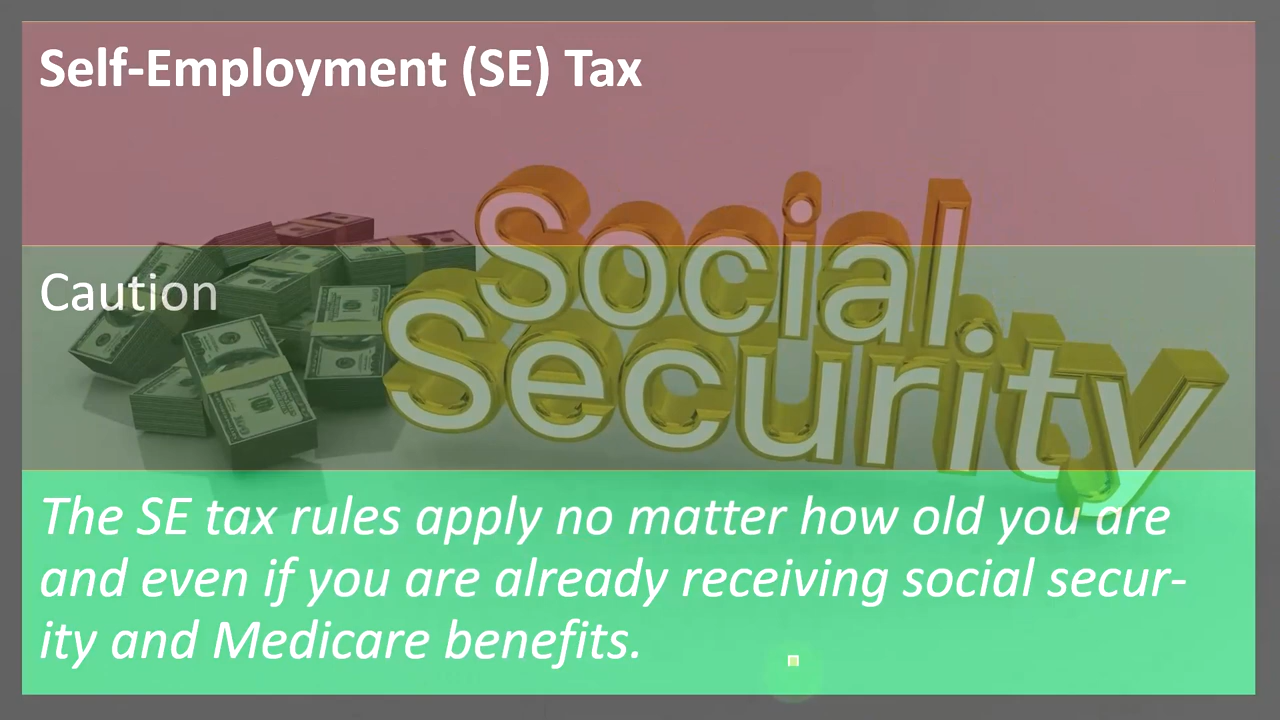 Self-Employment (SE) Tax
Social
Caution
Security
The SE tax rules apply no matter how old you are
and even if you are already receiving social secur-
ity and Medicare benefits.